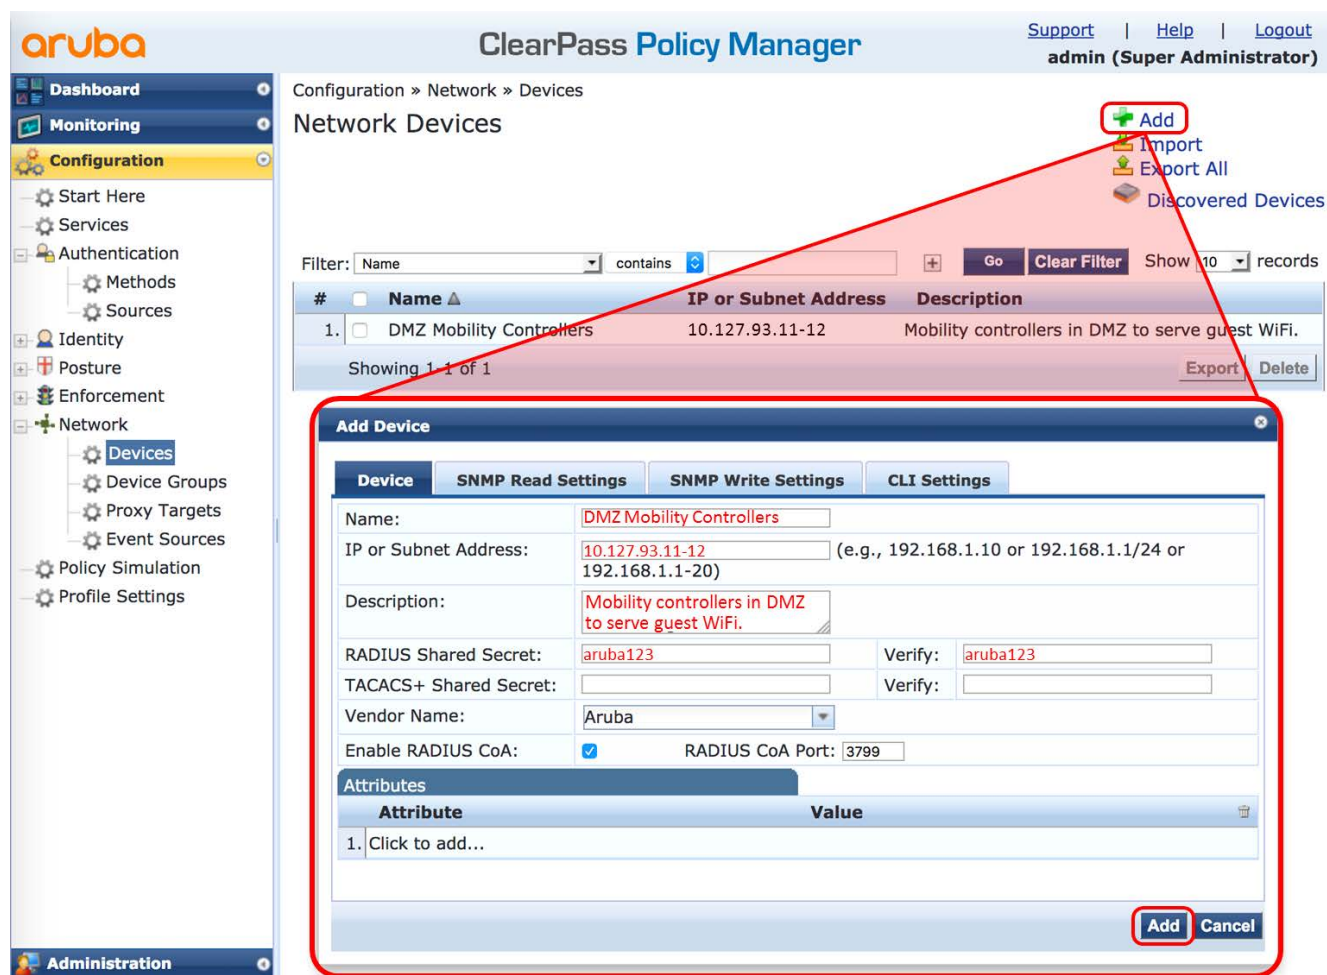 aruba
ClearPass Policy Manager
Support | Help | Logout
admin (Super Administrator)
Dashboard
Monitoring
Configuration
Start Here
Services
Authentication
Methods
Sources
Identity
Posture
Enforcement
Network
Devices
Device Groups
Proxy Targets
Event Sources
Policy Simulation
Profile Settings
Administration
Configuration » Network » Devices
Network Devices
Add
Import
Export All
Discovered Devices
Filter: Name contains Go Clear Filter Show 10 records
# Name IP or Subnet Address Description
1. DMZ Mobility Controllers 10.127.93.11-12 Mobility controllers in DMZ to serve guest WiFi.
Showing 1-1 of 1 Export Delete
Add Device
Device SNMP Read Settings SNMP Write Settings CLI Settings
Name: DMZ Mobility Controllers
IP or Subnet Address: 10.127.93.11-12 (e.g., 192.168.1.10 or 192.168.1.1/24 or
192.168.1.1-20)
Description: Mobility controllers in DMZ
to serve guest WiFi.
RADIUS Shared Secret: aruba123 Verify: aruba123
TACACS+ Shared Secret: Verify:
Vendor Name: Aruba
Enable RADIUS CoA: RADIUS CoA Port: 3799
Attributes
Attribute Value
1. Click to add...
Add Cancel